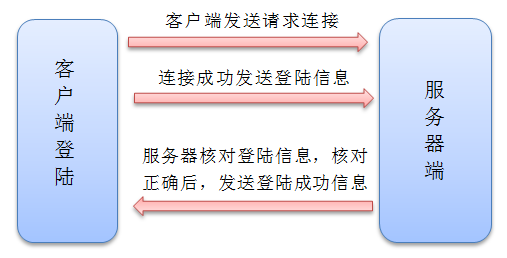 客户端发送请求连接
客户端登陆
连接成功发送登陆信息
服务器端
服务器核对登陆信息，核对
正确后，发送登陆成功信息